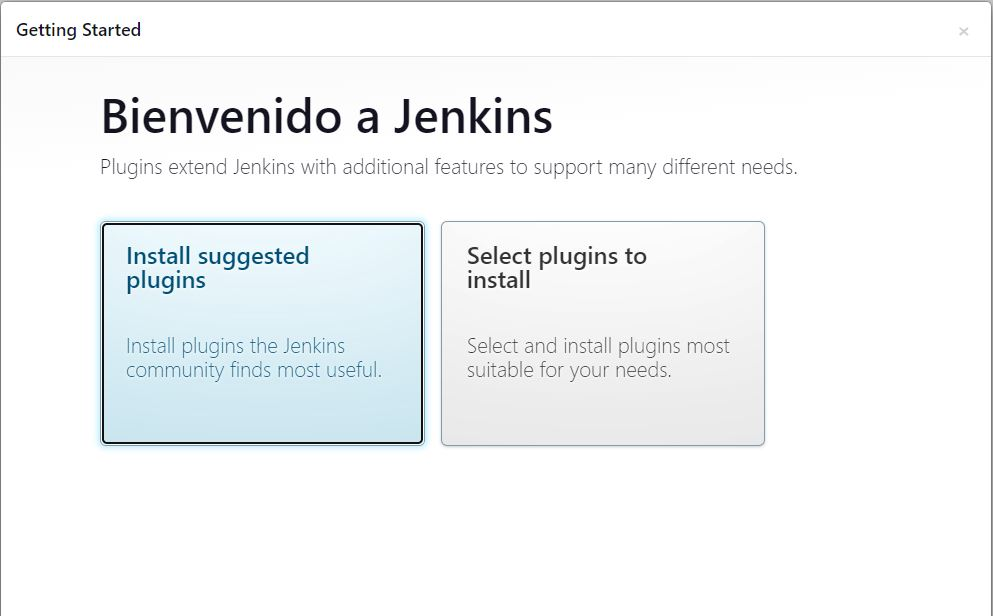 Getting Started
×
Bienvenido a Jenkins
Plugins extend Jenkins with additional features to support many different needs.
Install suggested
plugins
Install plugins the Jenkins
community finds most useful.
Select plugins to
install
Select and install plugins most
suitable for your needs.